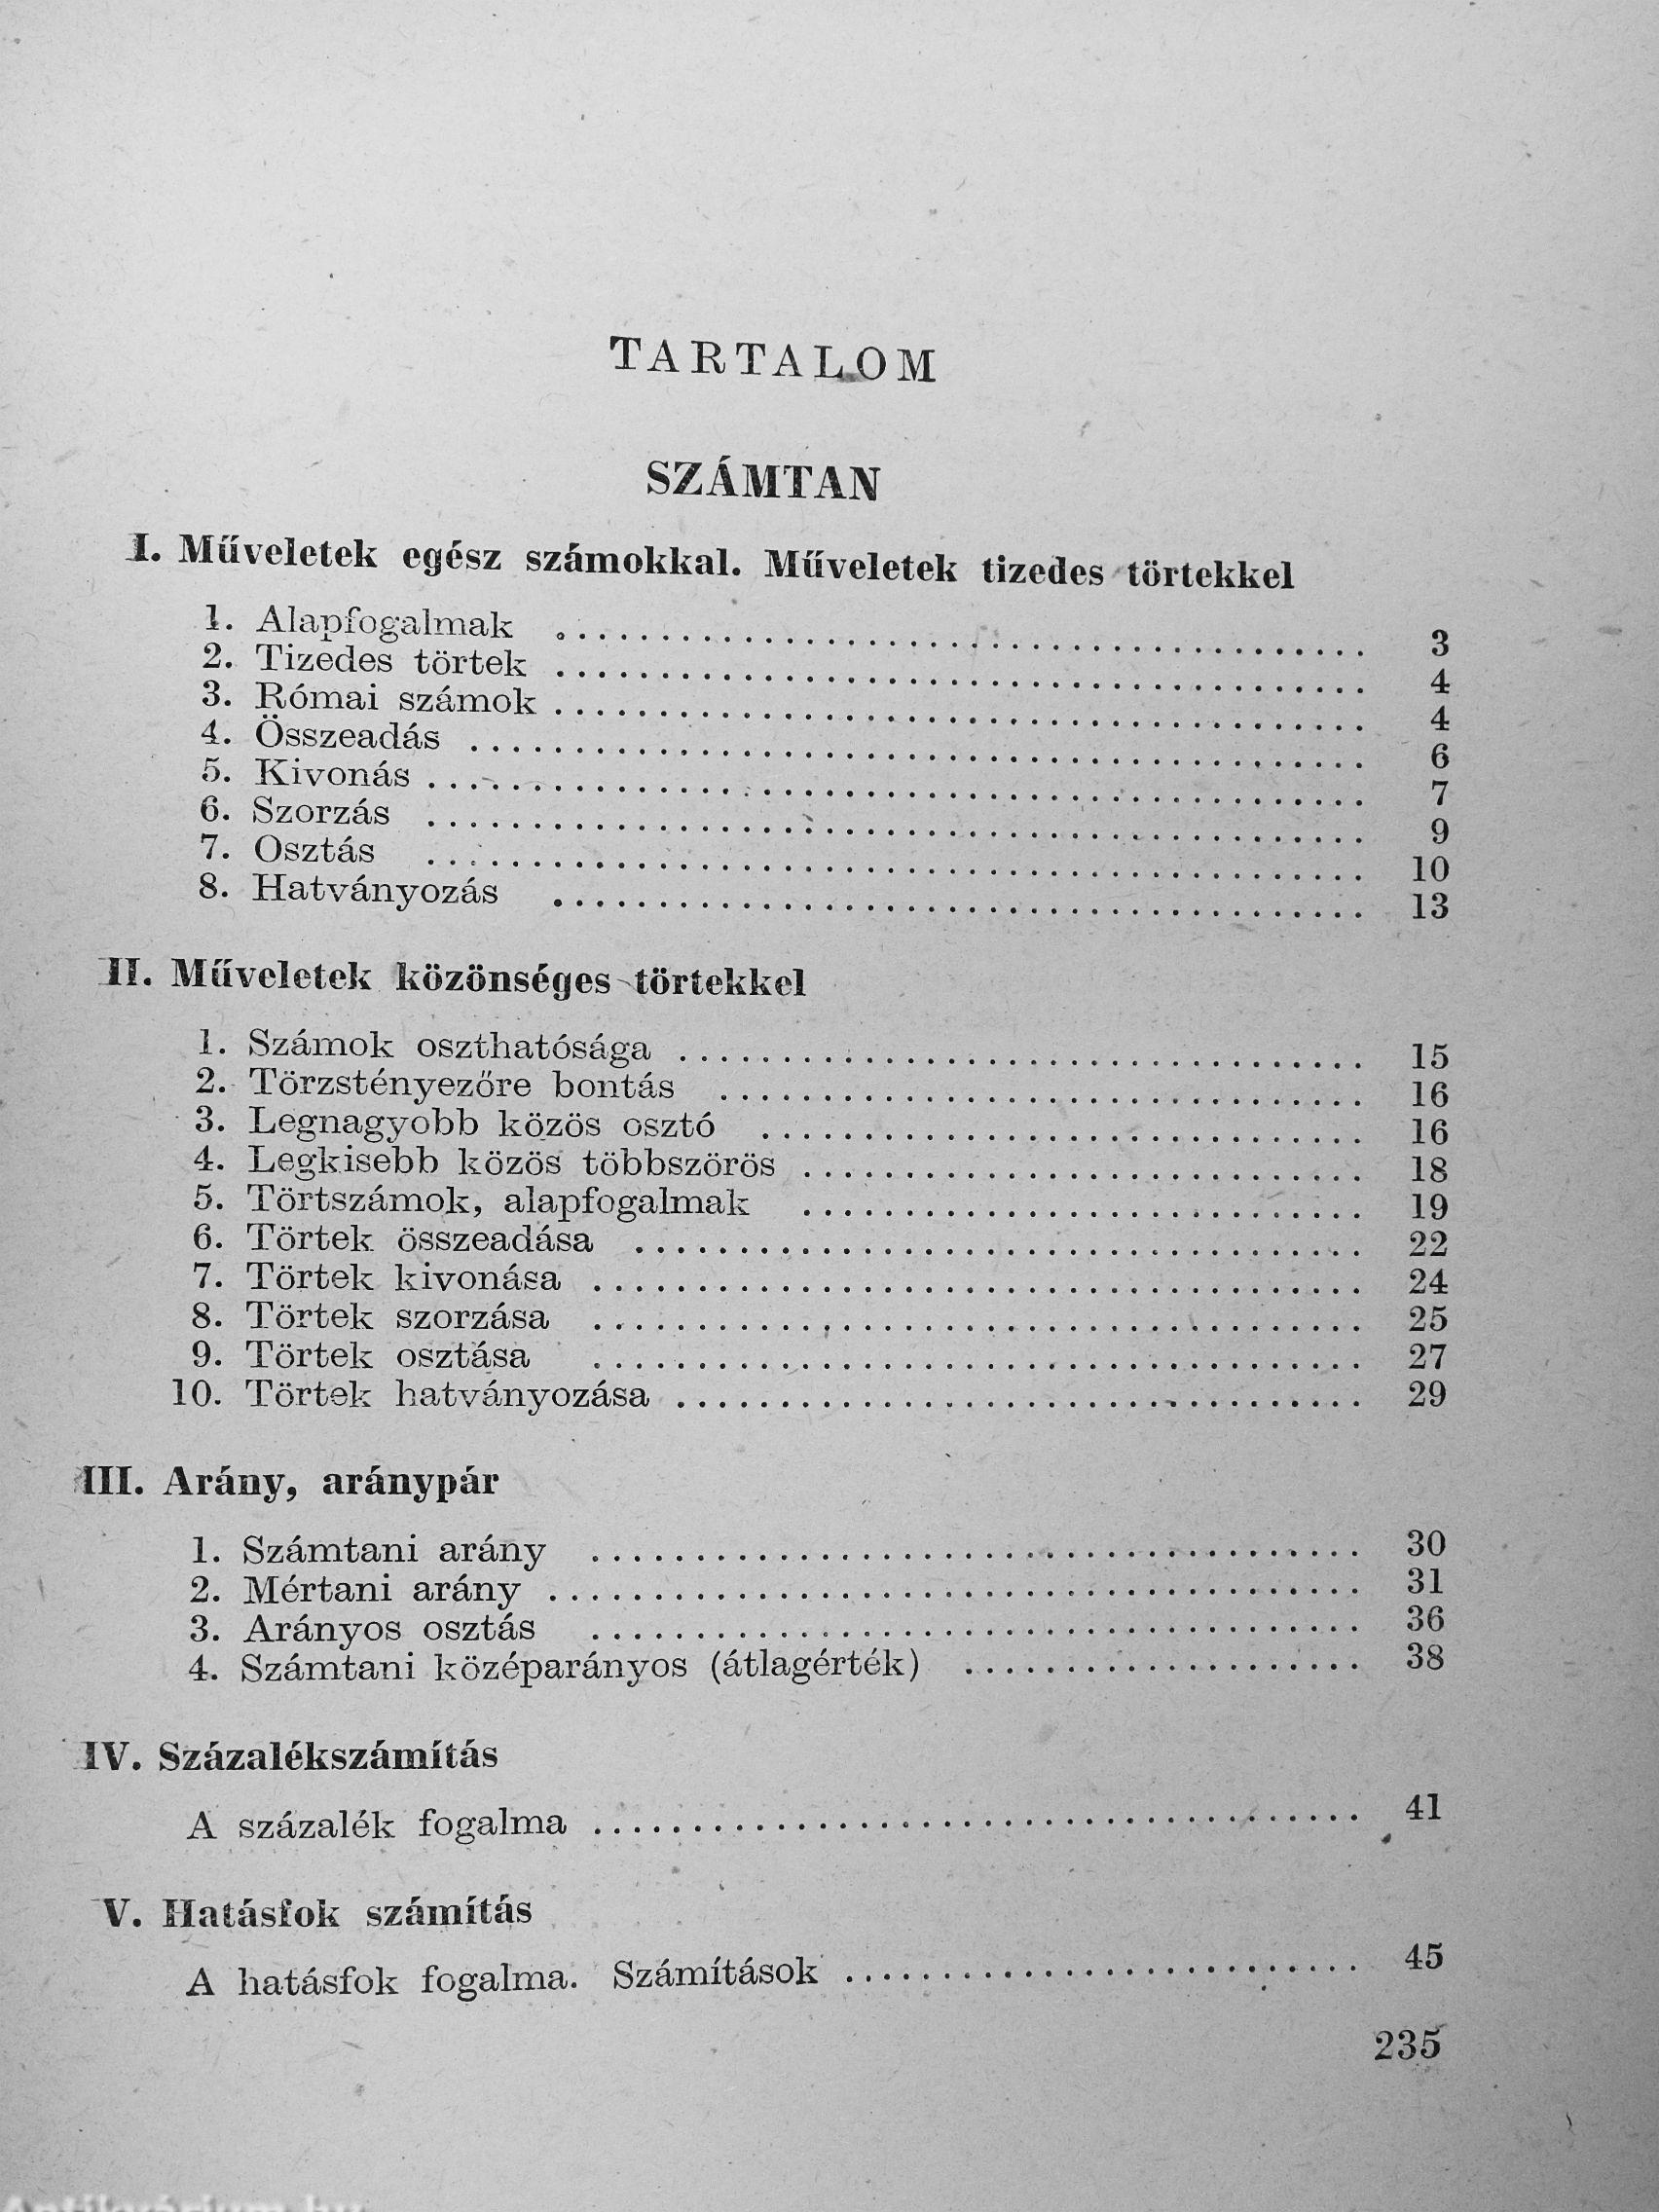 TARTALOM
SZÁMTAN
I. Műveletek egész számokkal. Műveletek tizedes törtekkel
1. Alapfogalmak ........................................ 3
2. Tizedes törtek ........................................ 4
3. Római számok ........................................ 4
4. Összeadás ........................................ 6
5. Kivonás ........................................ 7
6. Szorzás ........................................ 9
7. Osztás ........................................ 10
8. Hatványozás ........................................ 13
II. Műveletek közönséges törtekkel
1. Számok oszthatósága ........................................ 15
2. Törzstényezőre bontás ........................................ 16
3. Legnagyobb közös osztó ........................................ 16
4. Legkisebb közös többszörös ........................................ 18
5. Törtszámok, alapfogalmak ........................................ 19
6. Törtek összeadása ........................................ 22
7. Törtek kivonása ........................................ 24
8. Törtek szorzása ........................................ 25
9. Törtek osztása ........................................ 27
10. Törtek hatványozása ........................................ 29
III. Arány, aránypár
1. Számtani arány ........................................ 30
2. Mértani arány ........................................ 31
3. Arányos osztás ........................................ 36
4. Számtani középarányos (átlagérték) .................... 38
IV. Százalékszámítás
A százalék fogalma ........................................ 41
V. Hatásfok számítás
A hatásfok fogalma. Számítások .......................... 45
235